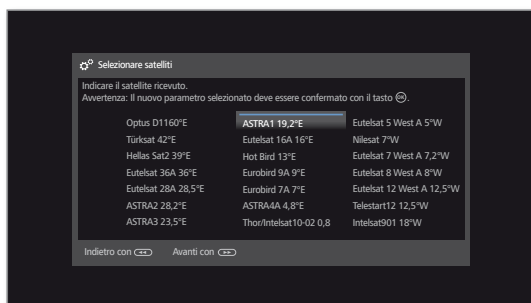 Selezionare satelliti
Indicare il satellite ricevuto.
Avvertenza: Il nuovo parametro selezionato deve essere confermato con il tasto OK.
Optus D1160°E
Türksat 42°E
Hellas Sat2 39°E
Eutelsat 36A 36°E
Eutelsat 28A 28,5°E
ASTRA2 28,2°E
ASTRA3 23,5°E
ASTRA1 19,2°E
Eutelsat 16A 16°E
Hot Bird 13°E
Eurobird 9A 9°E
Eurobird 7A 7°E
ASTRA4A 4,8°E
Thor/Intelsat10-02 0,8
Eutelsat 5 West A 5°W
Nilesat 7°W
Eutelsat 7 West A 7,2°W
Eutelsat 8 West A 8°W
Eutelsat 12 West A 12,5°W
Telestart12 12,5°W
Intelsat901 18°W
Indietro con Avanti con